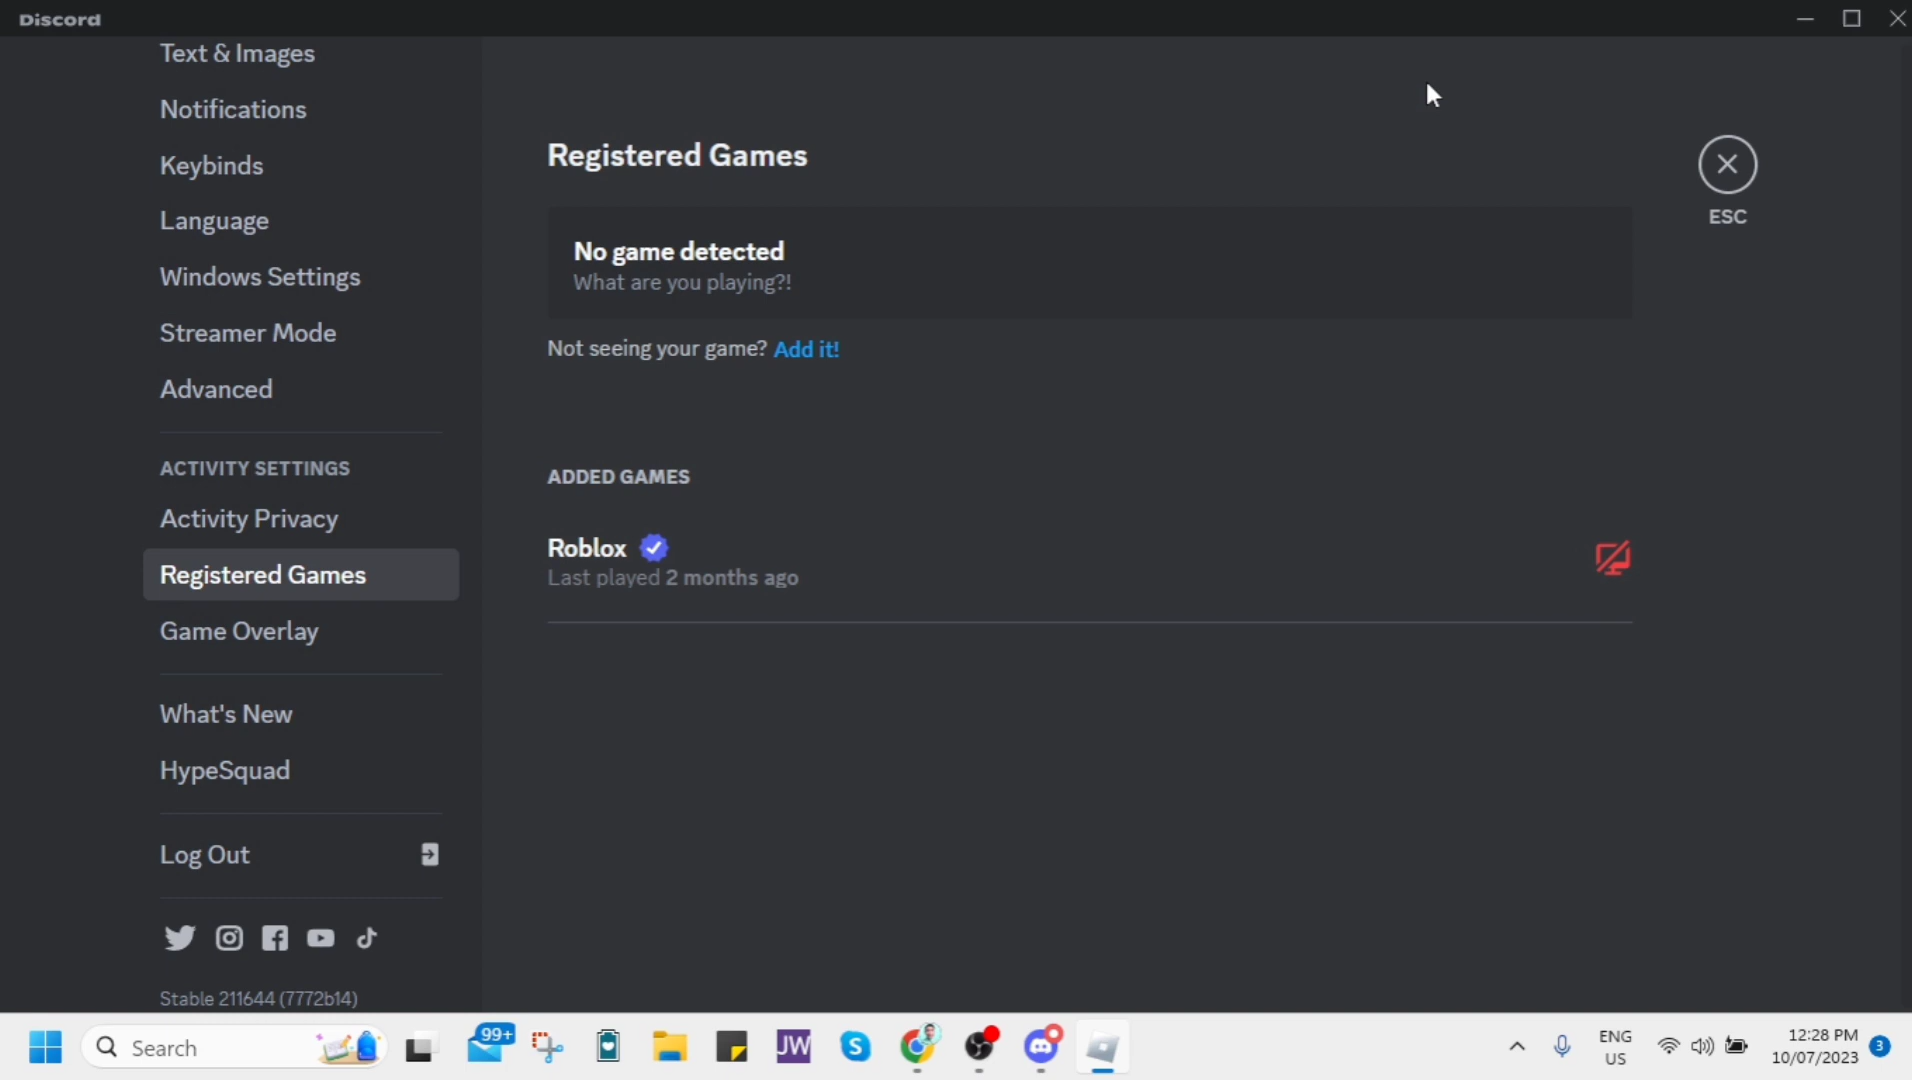 Discord
Text & Images
Notifications
Keybinds
Language
Windows Settings
Streamer Mode
Advanced
ACTIVITY SETTINGS
Activity Privacy
Registered Games
Game Overlay
What's New
HypeSquad
Log Out
Stable 211644 (7772b14)
Registered Games
No game detected
What are you playing?!
Not seeing your game? Add it!
ADDED GAMES
Roblox
Last played 2 months ago
ESC
Search
99+
JW
S
ENG
US
12:28 PM
10/07/2023
3